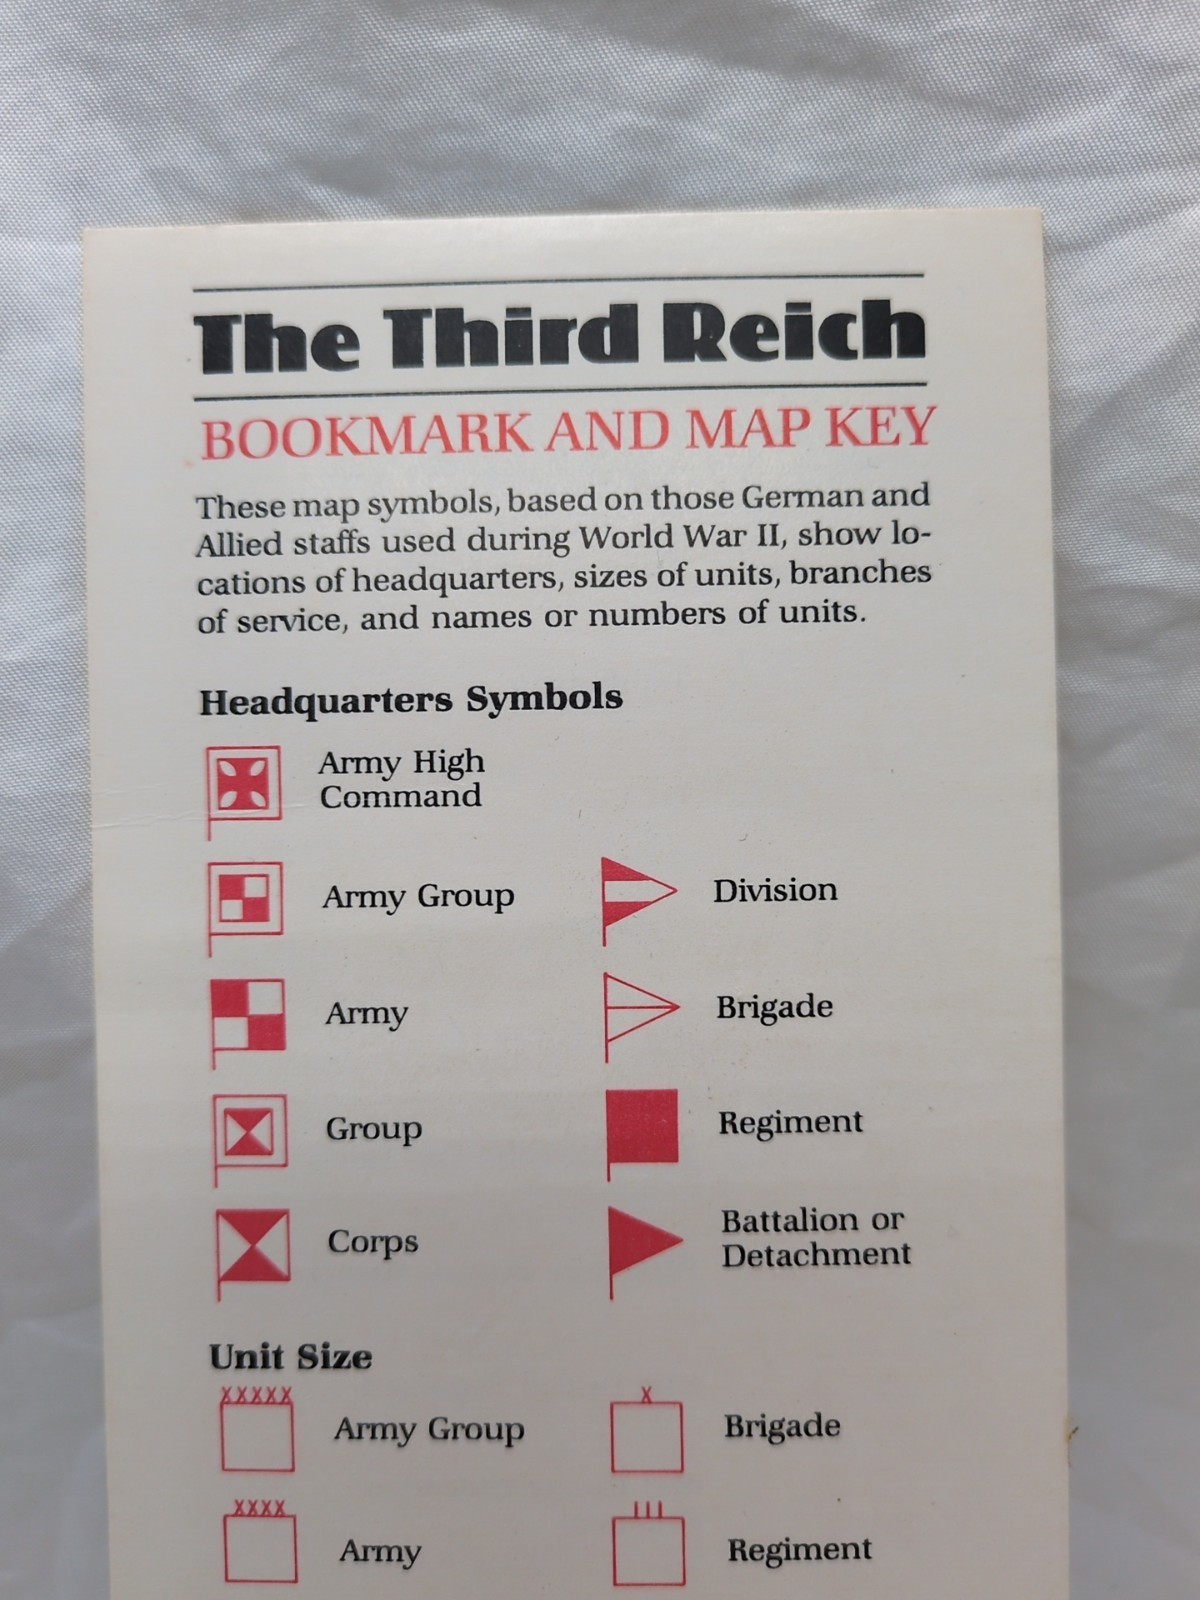 The Third Reich
BOOKMARK AND MAP KEY
These map symbols, based on those German and
Allied staffs used during World War II, show lo-
cations of headquarters, sizes of units, branches
of service, and names or numbers of units.
Headquarters Symbols
Army High
Command
Army Group
Division
Army
Brigade
Group
Regiment
Corps
Battalion or
Detachment
Unit Size
XXXXX
Army Group
X
Brigade
XXXX
Army
III
Regiment